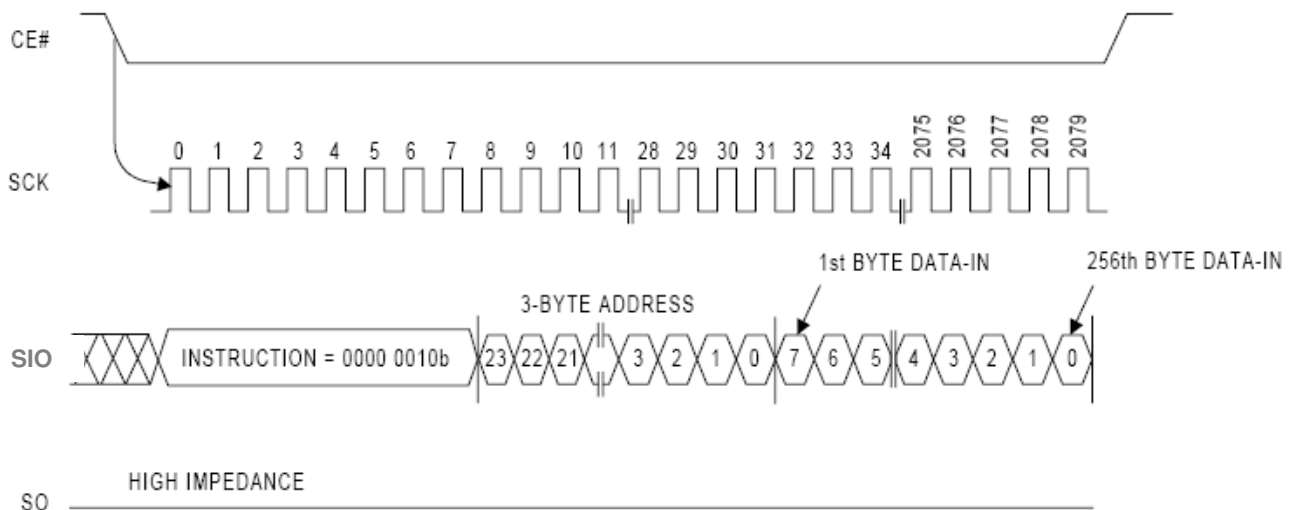 CE#
0 1 2 3 4 5 6 7 8 9 10 11 28 29 30 31 32 33 34 2075 2076 2077 2078 2079
SCK
1st BYTE DATA-IN 256th BYTE DATA-IN
3-BYTE ADDRESS
SIO INSTRUCTION = 0000 0010b 23 22 21 3 2 1 0 7 6 5 4 3 2 1 0
HIGH IMPEDANCE
SO